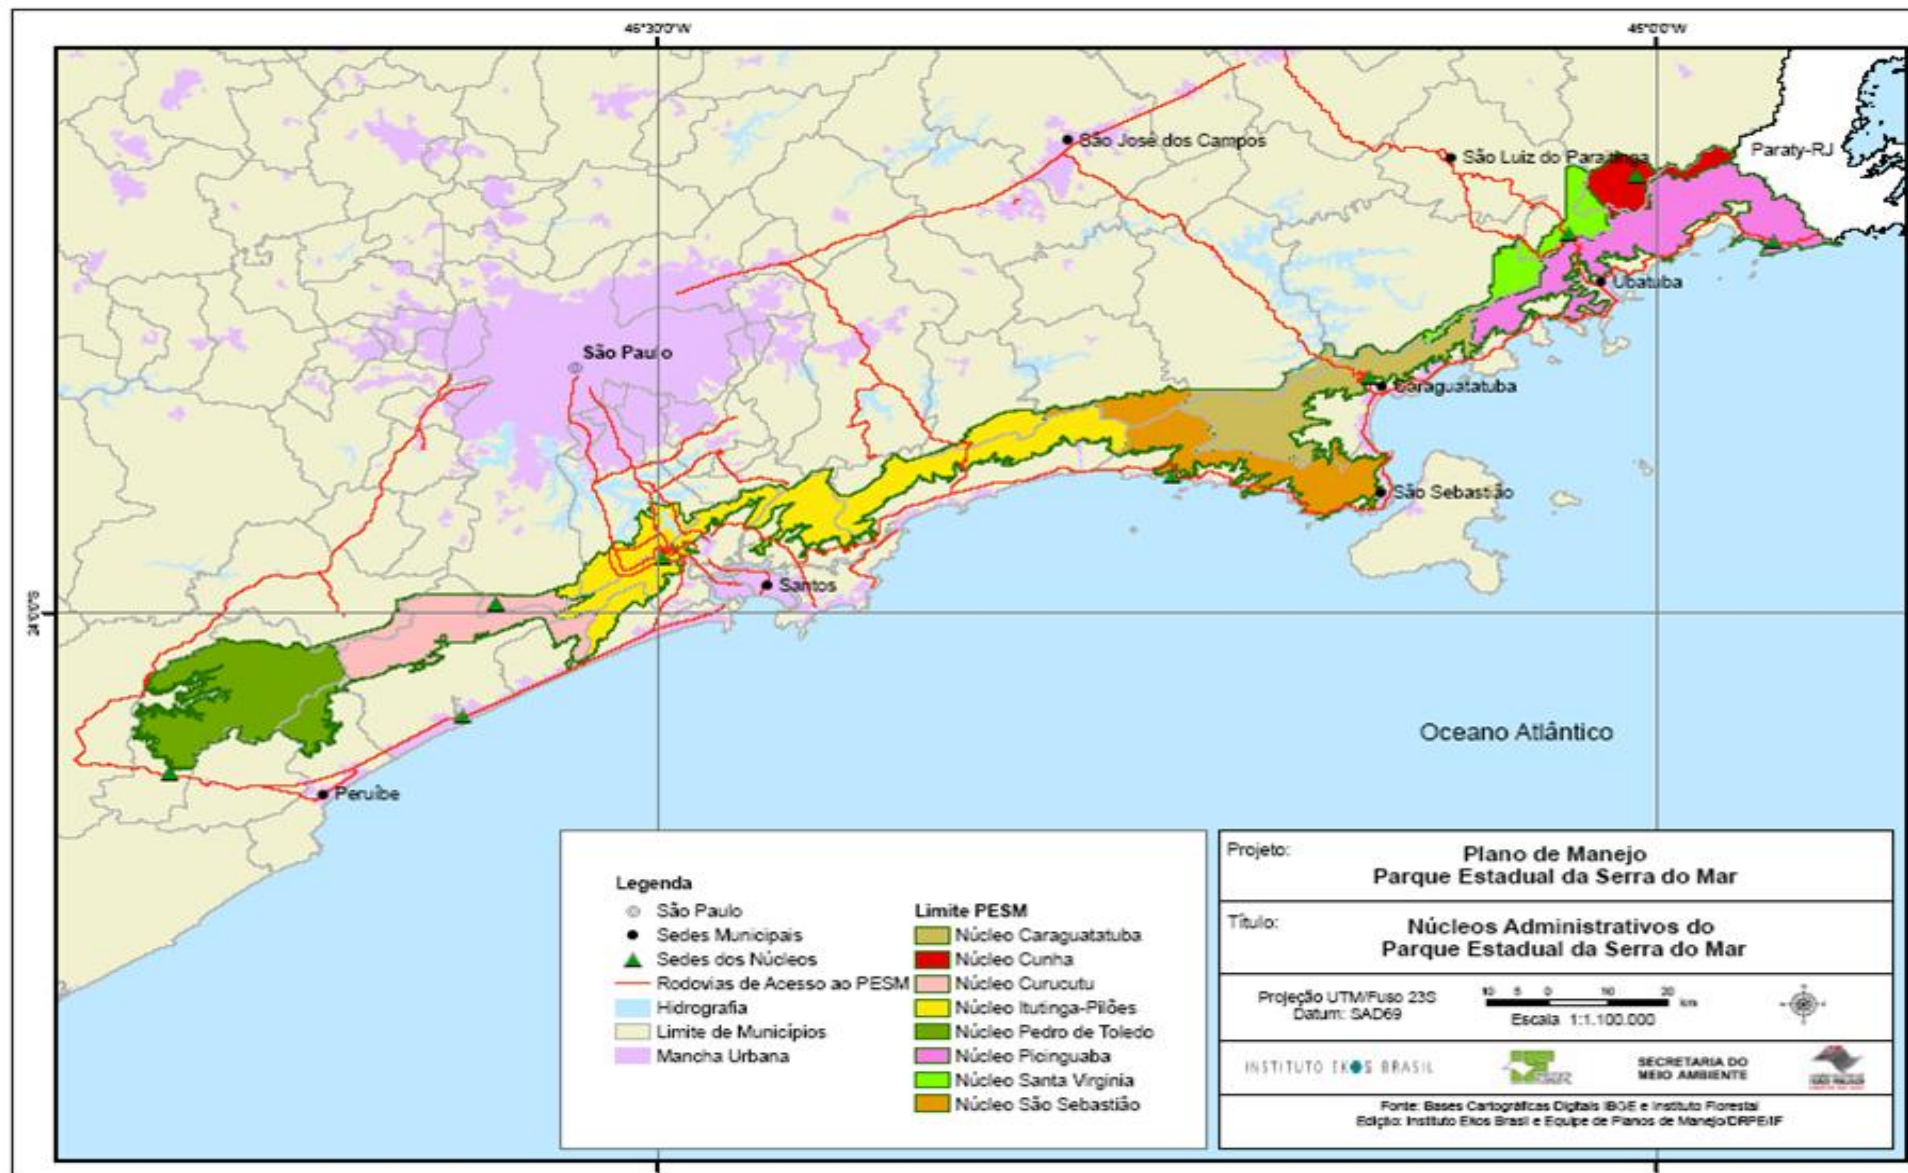 46°30'0"W
45°0'0"W
São José dos Campos
São Luiz do Paraitinga
Paraty-RJ
Ubatuba
São Paulo
Caraguatatuba
São Sebastião
Santos
24°0'0"S
Oceano Atlântico
Peruíbe
Legenda
São Paulo
Sedes Municipais
Sedes dos Núcleos
Rodovias de Acesso ao PESM
Hidrografia
Limite de Municípios
Mancha Urbana
Limite PESM
Núcleo Caraguatatuba
Núcleo Cunha
Núcleo Curucutu
Núcleo Itutinga-Pilões
Núcleo Pedro de Toledo
Núcleo Picinguaba
Núcleo Santa Virginia
Núcleo São Sebastião
Projeto:
Plano de Manejo
Parque Estadual da Serra do Mar
Título:
Núcleos Administrativos do
Parque Estadual da Serra do Mar
Projeção UTM/Fuso 23S
Datum: SAD69
10 5 0 10 20 km
Escala 1:1.100.000
INSTITUTO EKOS BRASIL
SECRETARIA DO
MEIO AMBIENTE
Fonte: Bases Cartográficas Digitais IBGE e Instituto Florestal
Edição: Instituto Ekos Brasil e Equipe de Planos de Manejo/DRPE/IF